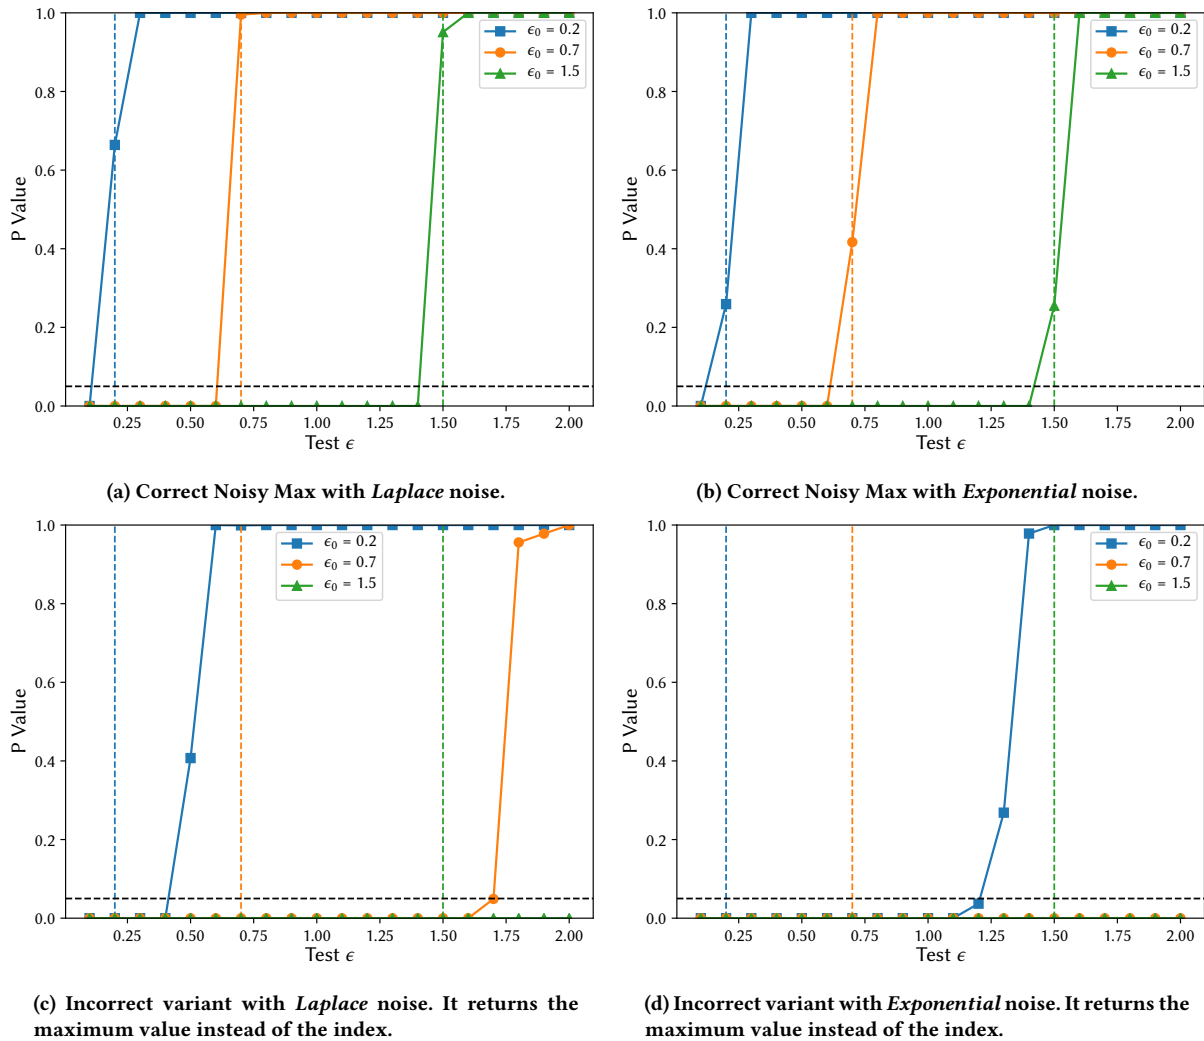 1.0
0.8
0.6
0.4
0.2
0.0
P Value
0.25 0.50 0.75 1.00 1.25 1.50 1.75 2.00
Test ϵ
ϵ₀ = 0.2
ϵ₀ = 0.7
ϵ₀ = 1.5
(a) Correct Noisy Max with Laplace noise.
1.0
0.8
0.6
0.4
0.2
0.0
P Value
0.25 0.50 0.75 1.00 1.25 1.50 1.75 2.00
Test ϵ
ϵ₀ = 0.2
ϵ₀ = 0.7
ϵ₀ = 1.5
(b) Correct Noisy Max with Exponential noise.
1.0
0.8
0.6
0.4
0.2
0.0
P Value
0.25 0.50 0.75 1.00 1.25 1.50 1.75 2.00
Test ϵ
ϵ₀ = 0.2
ϵ₀ = 0.7
ϵ₀ = 1.5
(c) Incorrect variant with Laplace noise. It returns the
maximum value instead of the index.
1.0
0.8
0.6
0.4
0.2
0.0
P Value
0.25 0.50 0.75 1.00 1.25 1.50 1.75 2.00
Test ϵ
ϵ₀ = 0.2
ϵ₀ = 0.7
ϵ₀ = 1.5
(d) Incorrect variant with Exponential noise. It returns the
maximum value instead of the index.